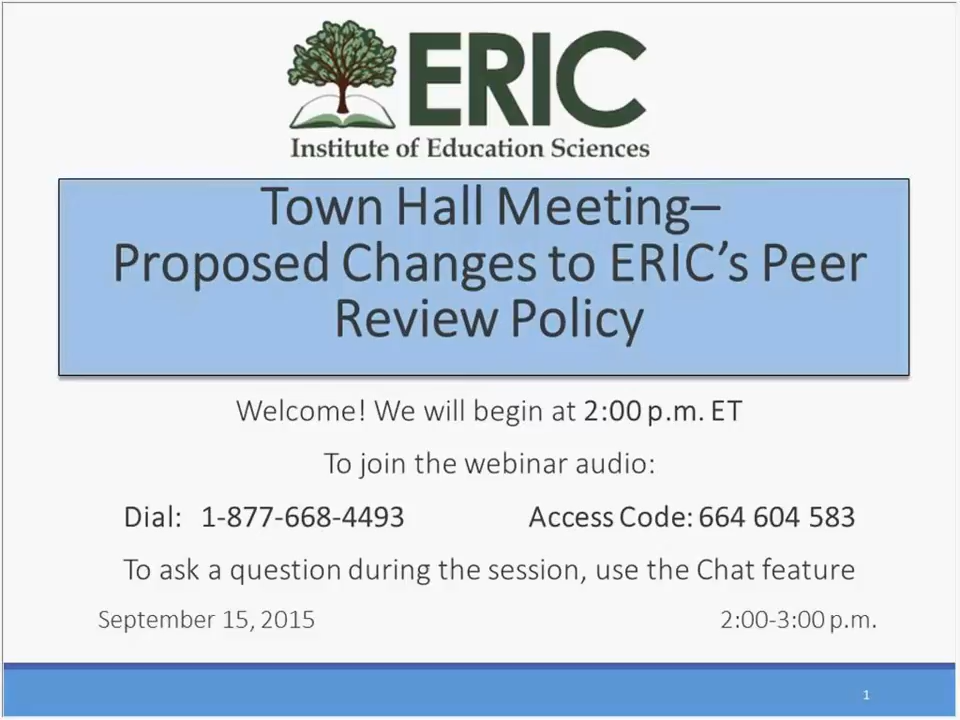 ERIC
Institute of Education Sciences
Town Hall Meeting–
Proposed Changes to ERIC’s Peer
Review Policy
Welcome! We will begin at 2:00 p.m. ET
To join the webinar audio:
Dial: 1-877-668-4493 Access Code: 664 604 583
To ask a question during the session, use the Chat feature
September 15, 2015 2:00-3:00 p.m.
1